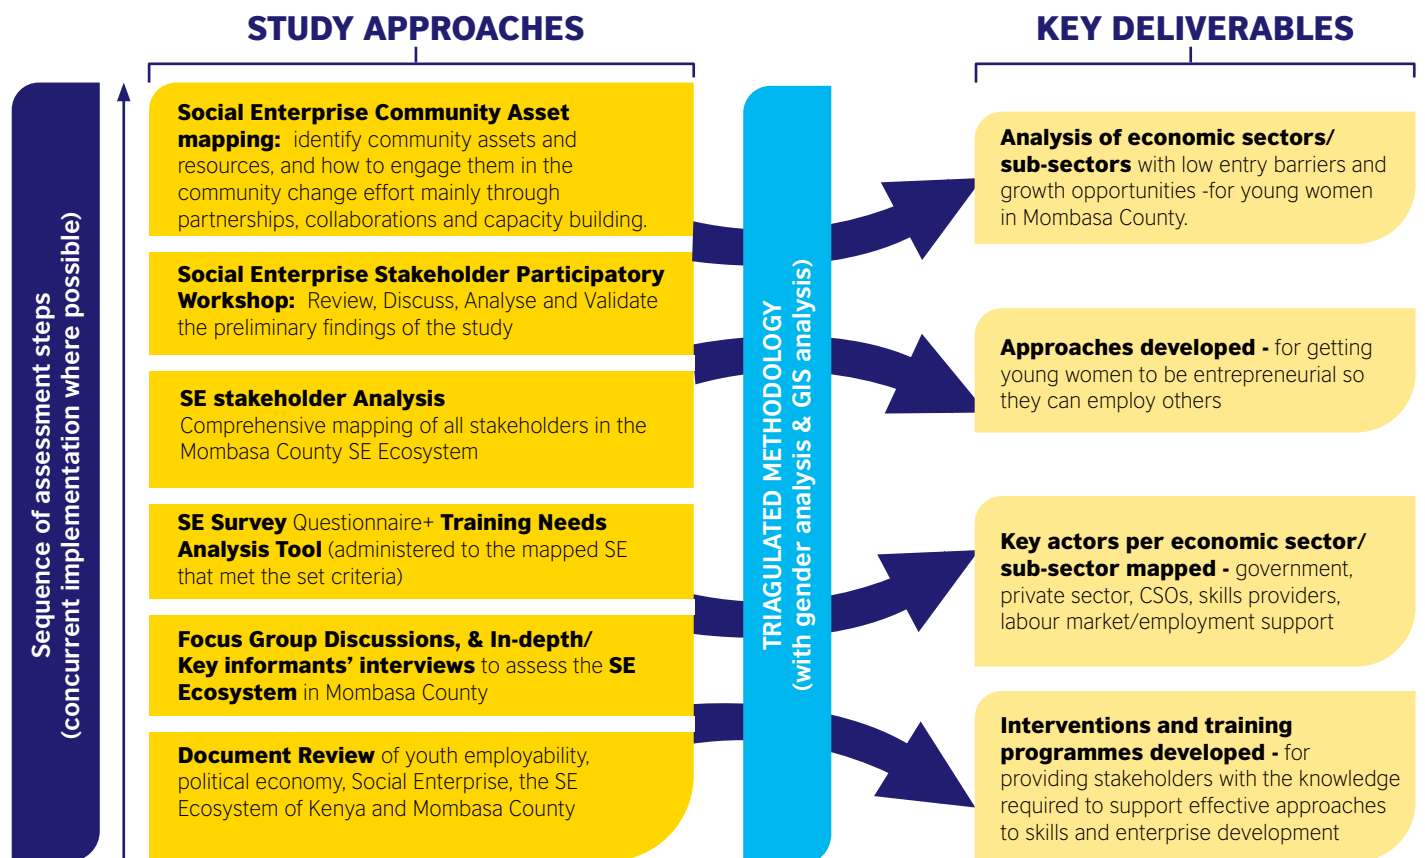 STUDY APPROACHES
KEY DELIVERABLES
Sequence of assessment steps
(concurrent implementation where possible)
Social Enterprise Community Asset
mapping:  identify community assets and
resources, and how to engage them in the
community change effort mainly through
partnerships, collaborations and capacity building.
Social Enterprise Stakeholder Participatory
Workshop:  Review, Discuss, Analyse and Validate
the preliminary findings of the study
SE stakeholder Analysis
Comprehensive mapping of all stakeholders in the
Mombasa County SE Ecosystem
SE Survey Questionnaire+ Training Needs
Analysis Tool (administered to the mapped SE
that met the set criteria)
Focus Group Discussions, & In-depth/
Key informants’ interviews to assess the SE
Ecosystem in Mombasa County
Document Review of youth employability,
political economy, Social Enterprise, the SE
Ecosystem of Kenya and Mombasa County
TRIAGULATED METHODOLOGY
(with gender analysis & GIS analysis)
Analysis of economic sectors/
sub-sectors with low entry barriers and
growth opportunities -for young women
in Mombasa County.
Approaches developed - for getting
young women to be entrepreneurial so
they can employ others
Key actors per economic sector/
sub-sector mapped - government,
private sector, CSOs, skills providers,
labour market/employment support
Interventions and training
programmes developed - for
providing stakeholders with the knowledge
required to support effective approaches
to skills and enterprise development